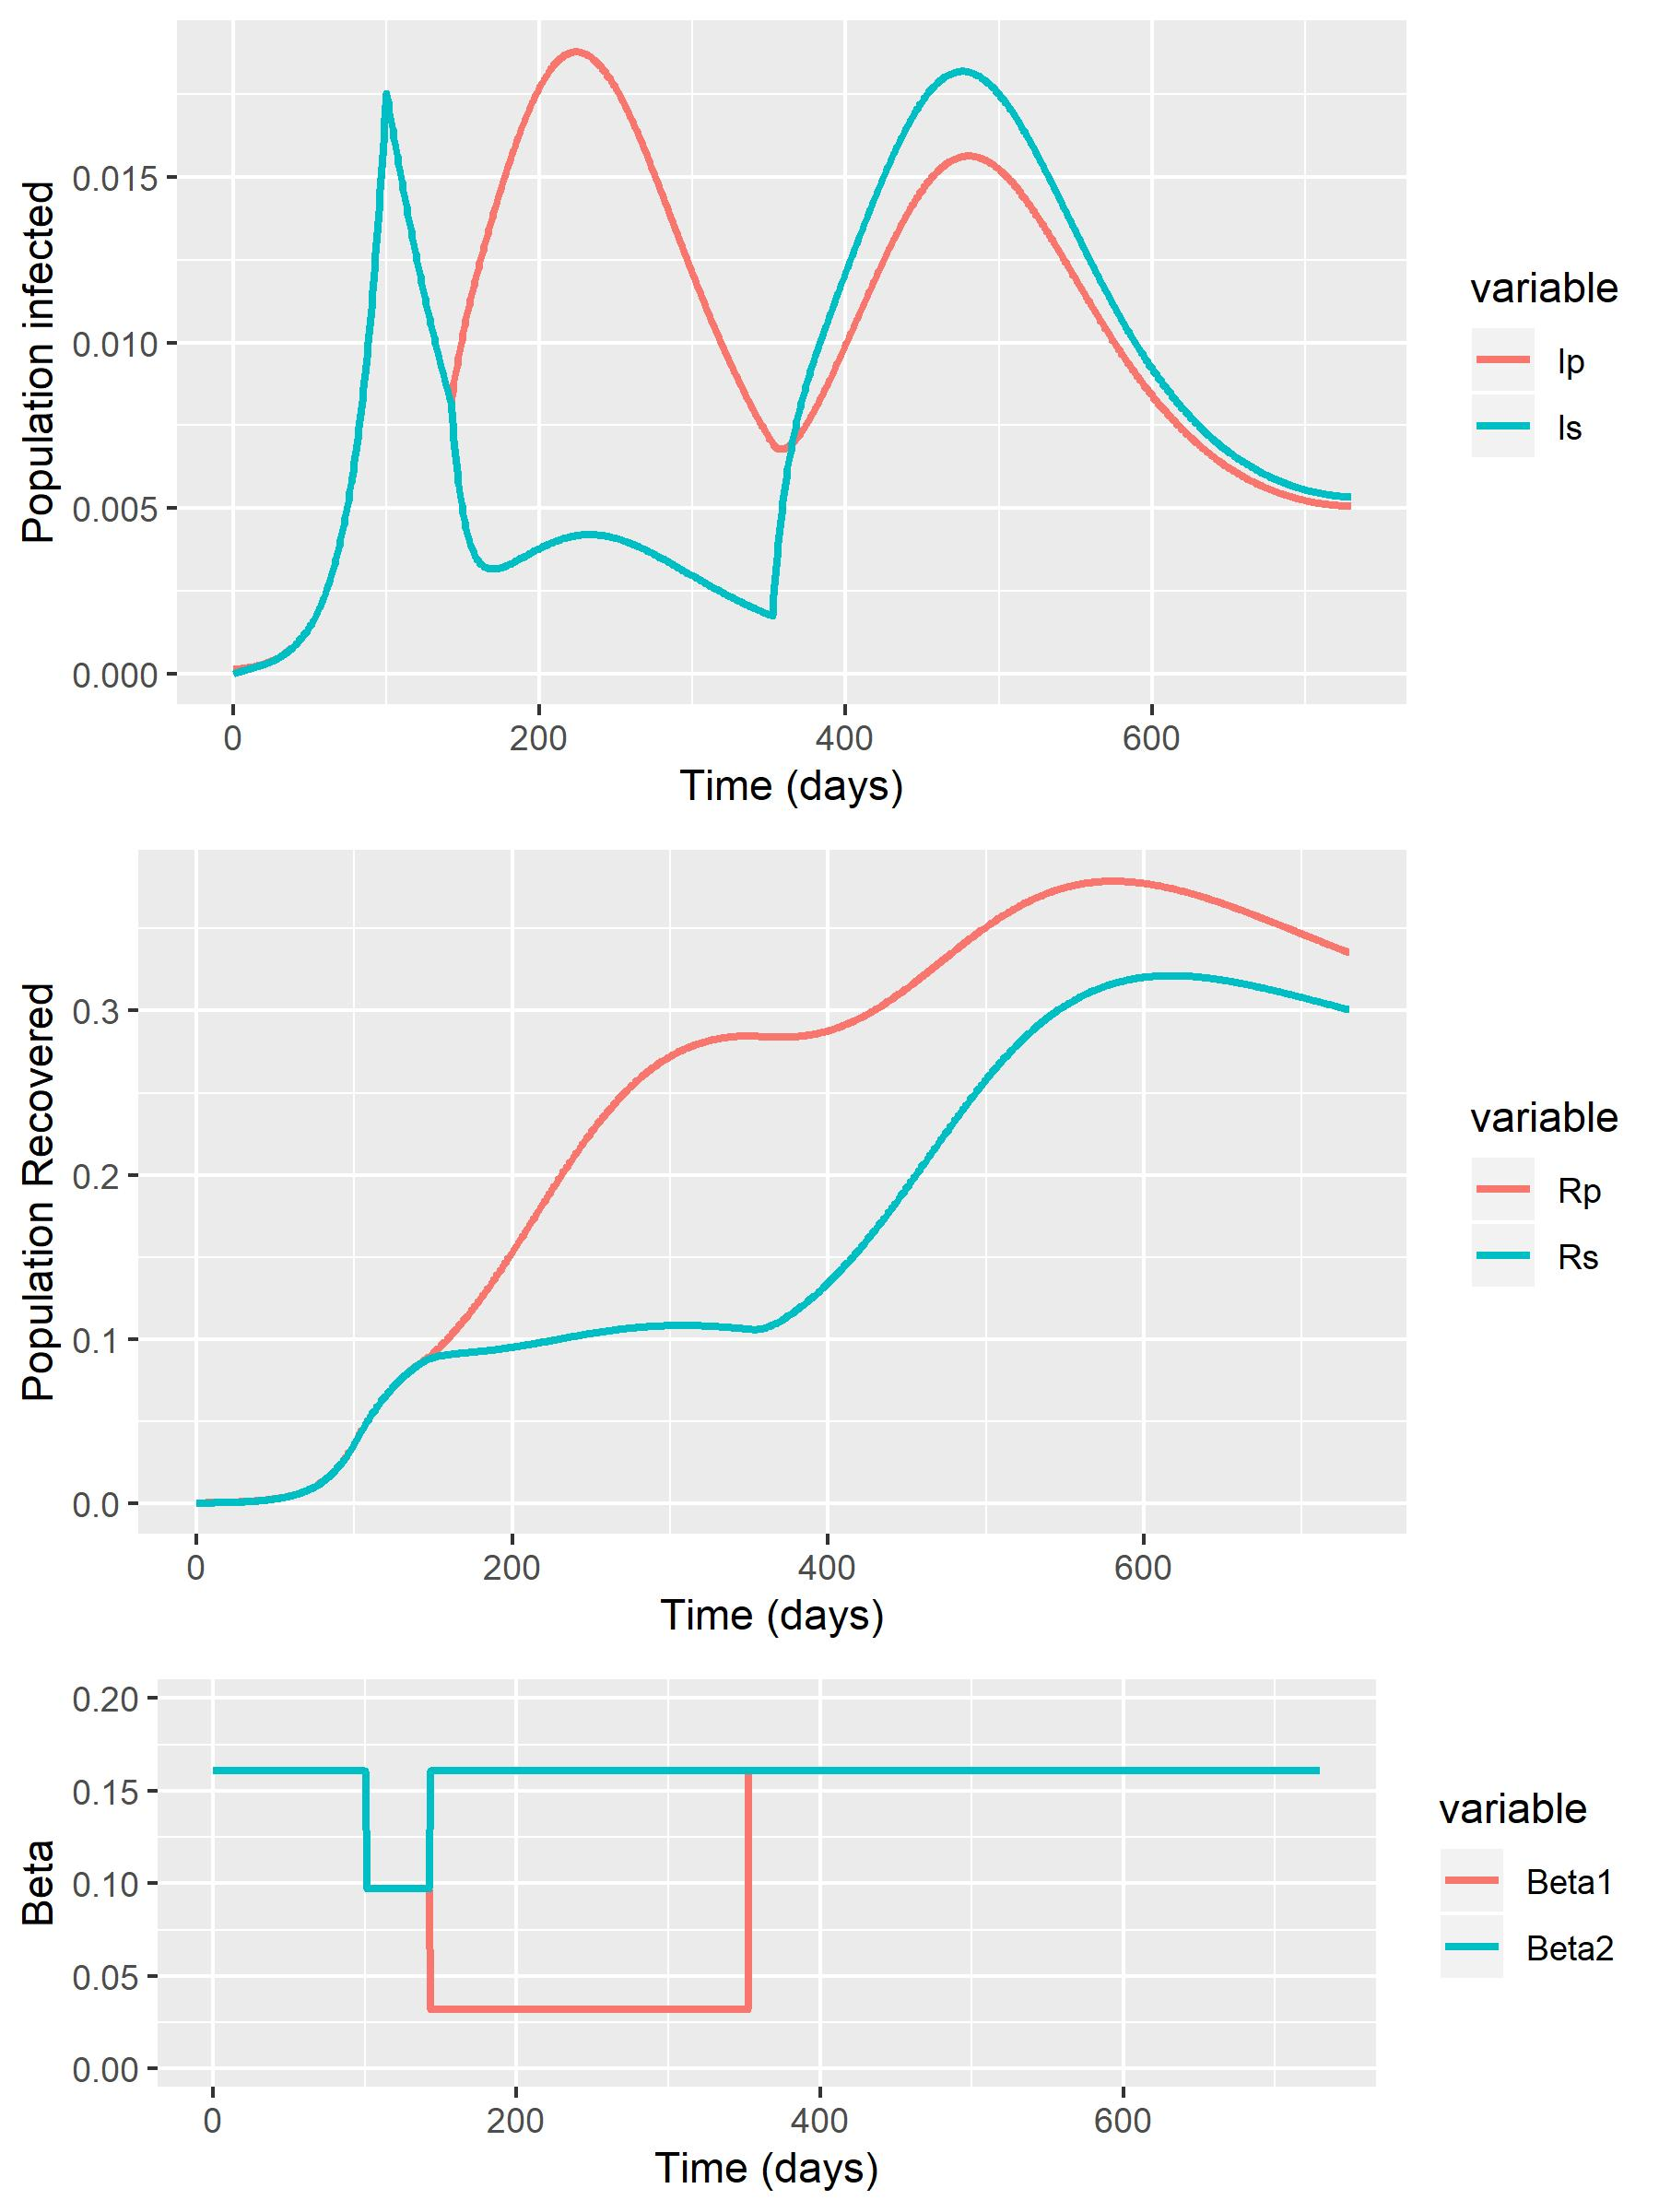 Population infected
0.015
0.010
0.005
0.000
0 200 400 600
Time (days)
variable
Ip
Is
Population Recovered
0.3
0.2
0.1
0.0
0 200 400 600
Time (days)
variable
Rp
Rs
Beta
0.20
0.15
0.10
0.05
0.00
0 200 400 600
Time (days)
variable
Beta1
Beta2